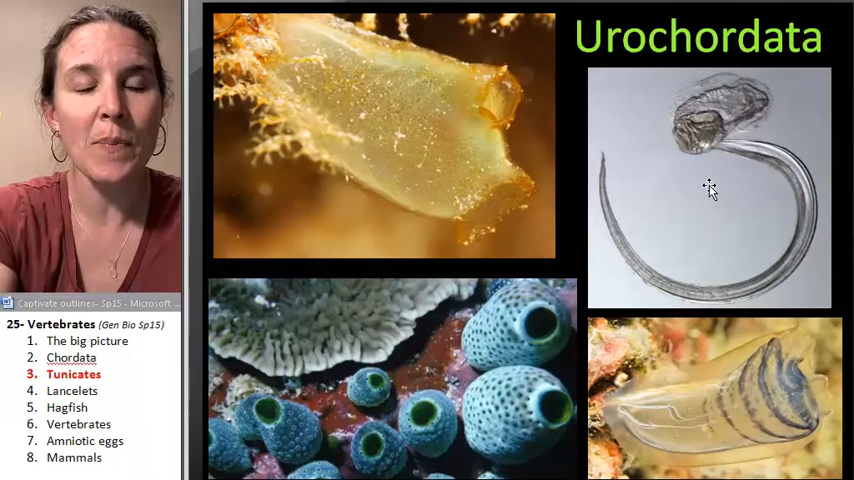 Urochordata
Captivate outlines- Sp15 - Microsoft ...
25- Vertebrates (Gen Bio Sp15)
1. The big picture
2. Chordata
3. Tunicates
4. Lancelets
5. Hagfish
6. Vertebrates
7. Amniotic eggs
8. Mammals